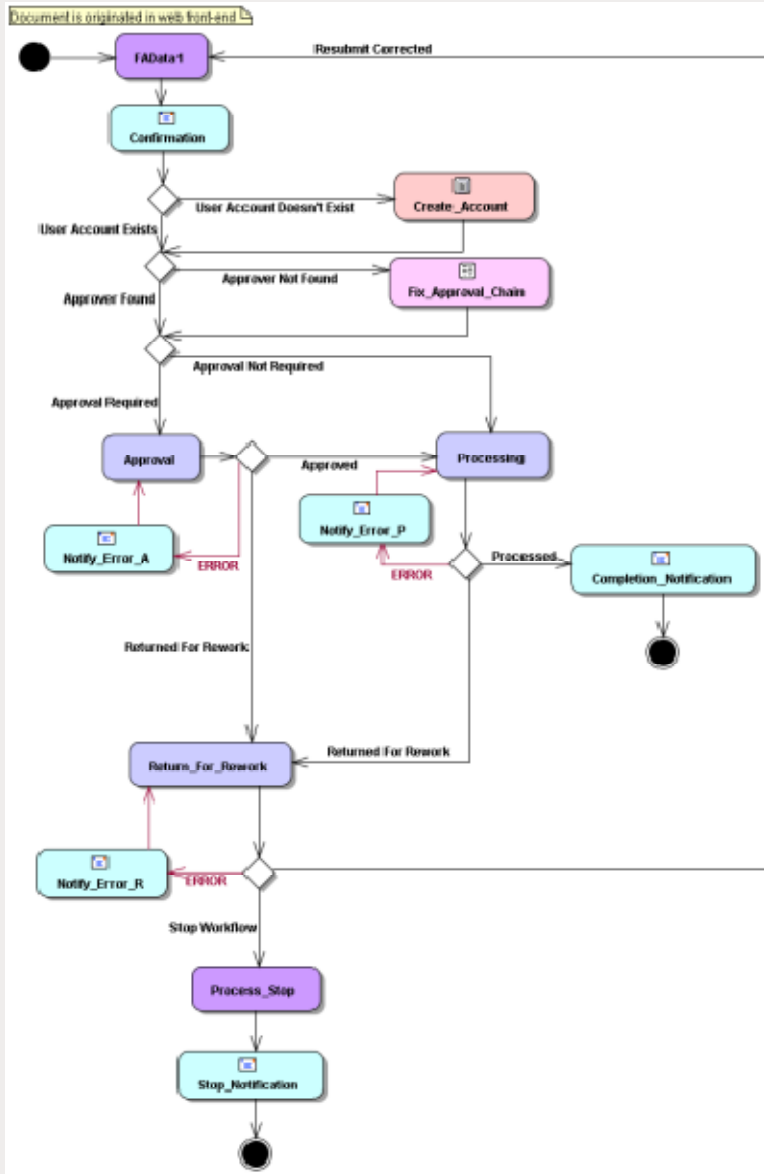 Document is originated in web front-end
Resubmit Corrected
FAData1
Confirmation
User Account Doesn't Exist
Create_Account
User Account Exists
Approver Not Found
Fix_Approval_Chain
Approver Found
Approval Not Required
Approval Required
Approval
Approved
Processing
Notify_Error_P
Notify_Error_A
ERROR
ERROR
Processed
Completion_Notification
Returned For Rework
Returned For Rework
Return_For_Rework
Notify_Error_R
ERROR
Stop Workflow
Process_Stop
Stop_Notification